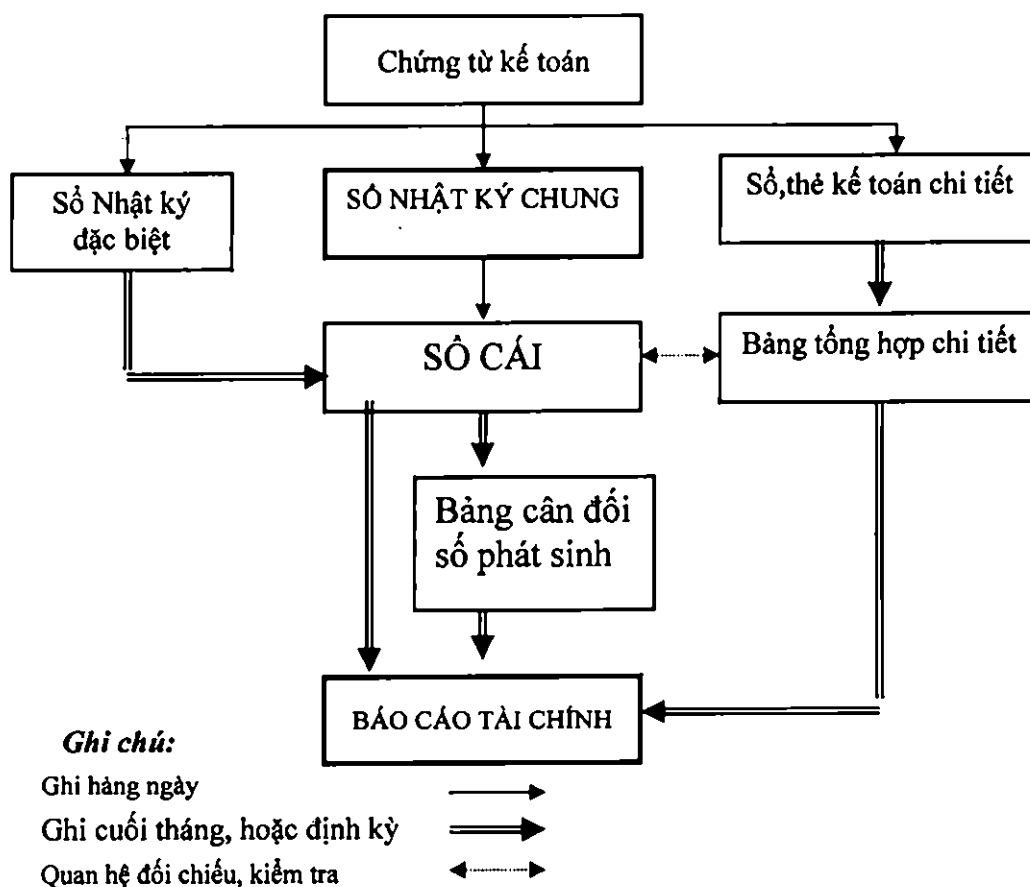 Chứng từ kế toán
Sổ Nhật ký
đặc biệt
SỔ NHẬT KÝ CHUNG
Sổ,thẻ kế toán chi tiết
SỔ CÁI
Bảng tổng hợp chi tiết
Bảng cân đối
số phát sinh
BÁO CÁO TÀI CHÍNH
Ghi chú:
Ghi hàng ngày
Ghi cuối tháng, hoặc định kỳ
Quan hệ đối chiếu, kiểm tra